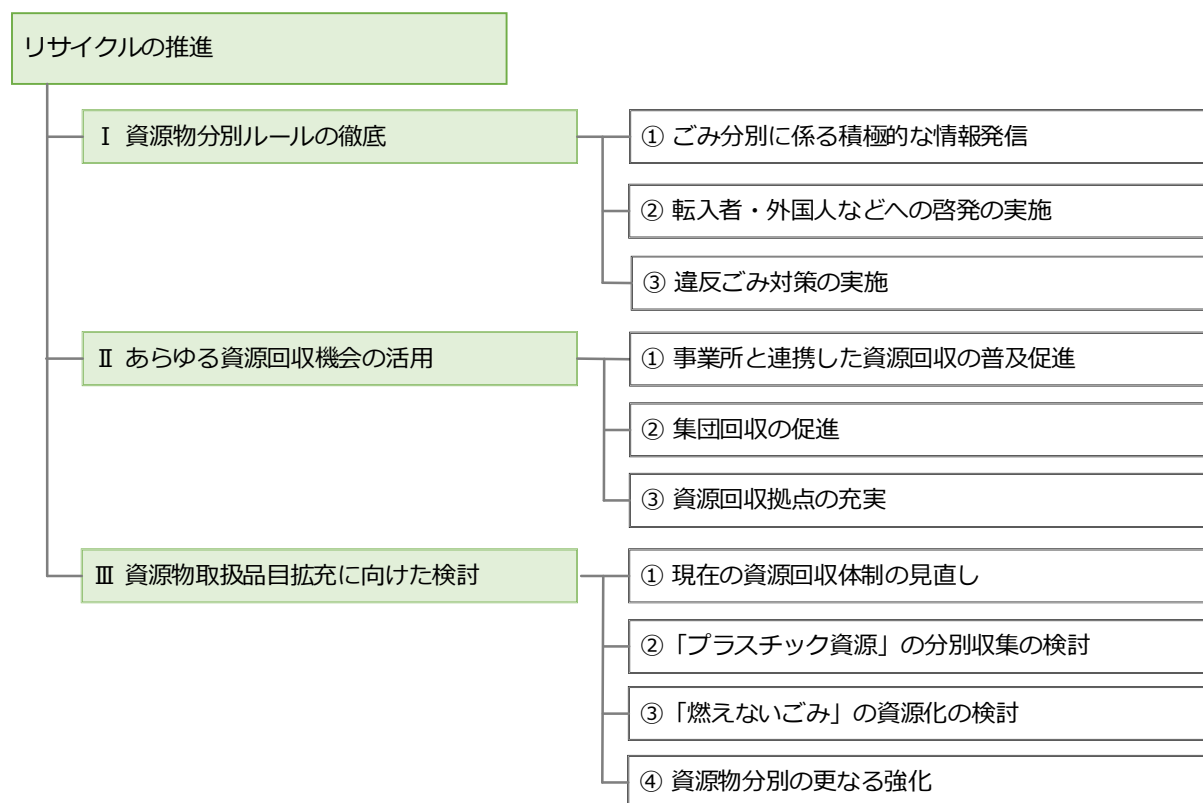 リサイクルの推進
Ⅰ 資源物分別ルールの徹底
① ごみ分別に係る積極的な情報発信
② 転入者・外国人などへの啓発の実施
③ 違反ごみ対策の実施
Ⅱ あらゆる資源回収機会の活用
① 事業所と連携した資源回収の普及促進
② 集団回収の促進
③ 資源回収拠点の充実
Ⅲ 資源物取扱品目拡充に向けた検討
① 現在の資源回収体制の見直し
②「プラスチック資源」の分別収集の検討
③「燃えないごみ」の資源化の検討
④ 資源物分別の更なる強化